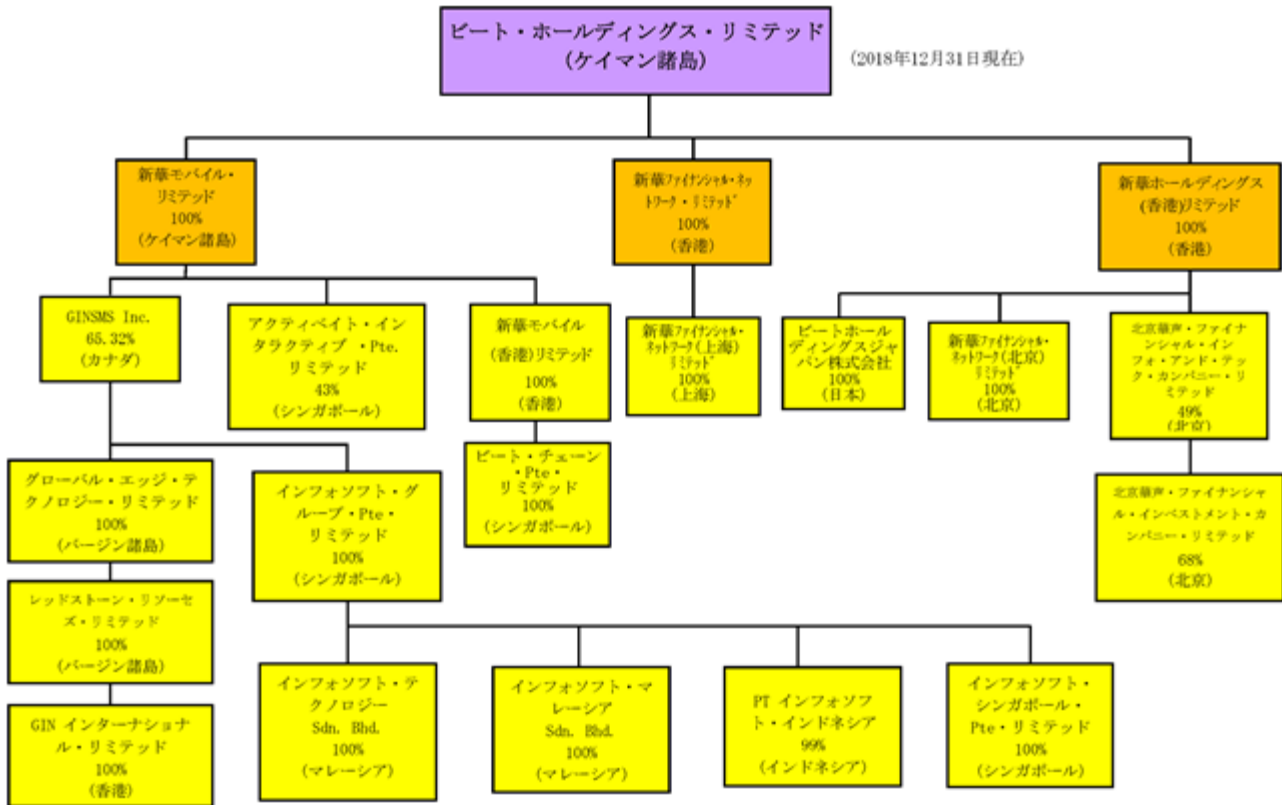 ビート・ホールディングス・リミテッド
(ケイマン諸島)
(2018年12月31日現在)
新華モバイル・
リミテッド
100%
(ケイマン諸島)
新華ファイナンシャル・ネッ
トワーク・リミテッド
100%
(香港)
新華ホールディングス
(香港)リミテッド
100%
(香港)
GINSMS Inc.
65.32%
(カナダ)
アクティベイト・イン
タラクティブ ・Pte.
リミテッド
43%
(シンガポール)
新華モバイル
(香港)リミテッド
100%
(香港)
新華ファイナンシャル・
ネットワーク(上海)
リミテッド
100%
(上海)
ビートホール
ディングスジャ
パン株式会社
100%
(日本)
新華ファイナンシャル・
ネットワーク(北京)
リミテッド
100%
(北京)
北京華声・ファイナ
ンシャル・イン
フォ・アンド・テッ
ク・カンパニー・リ
ミテッド
49%
(北京)
グローバル・エッジ・テ
クノロジー・リミテッド
100%
(バージン諸島)
インフォソフト・グ
ループ・Pte・
リミテッド
100%
(シンガポール)
ビート・チェーン
・Pte・
リミテッド
100%
(シンガポール)
北京華声・ファイナンシャ
ル・インベストメント・カ
ンパニー・リミテッド
68%
(北京)
レッドストーン・リソーセ
ズ・リミテッド
100%
(バージン諸島)
GIN インターナショナ
ル・リミテッド
100%
(香港)
インフォソフト・テ
クノロジー
Sdn. Bhd.
100%
(マレーシア)
インフォソフト・マ
レーシア
Sdn. Bhd.
100%
(マレーシア)
PT インフォソフ
ト・インドネシア
99%
(インドネシア)
インフォソフト・
シンガポール・
Pte・リミテッド
100%
(シンガポール)